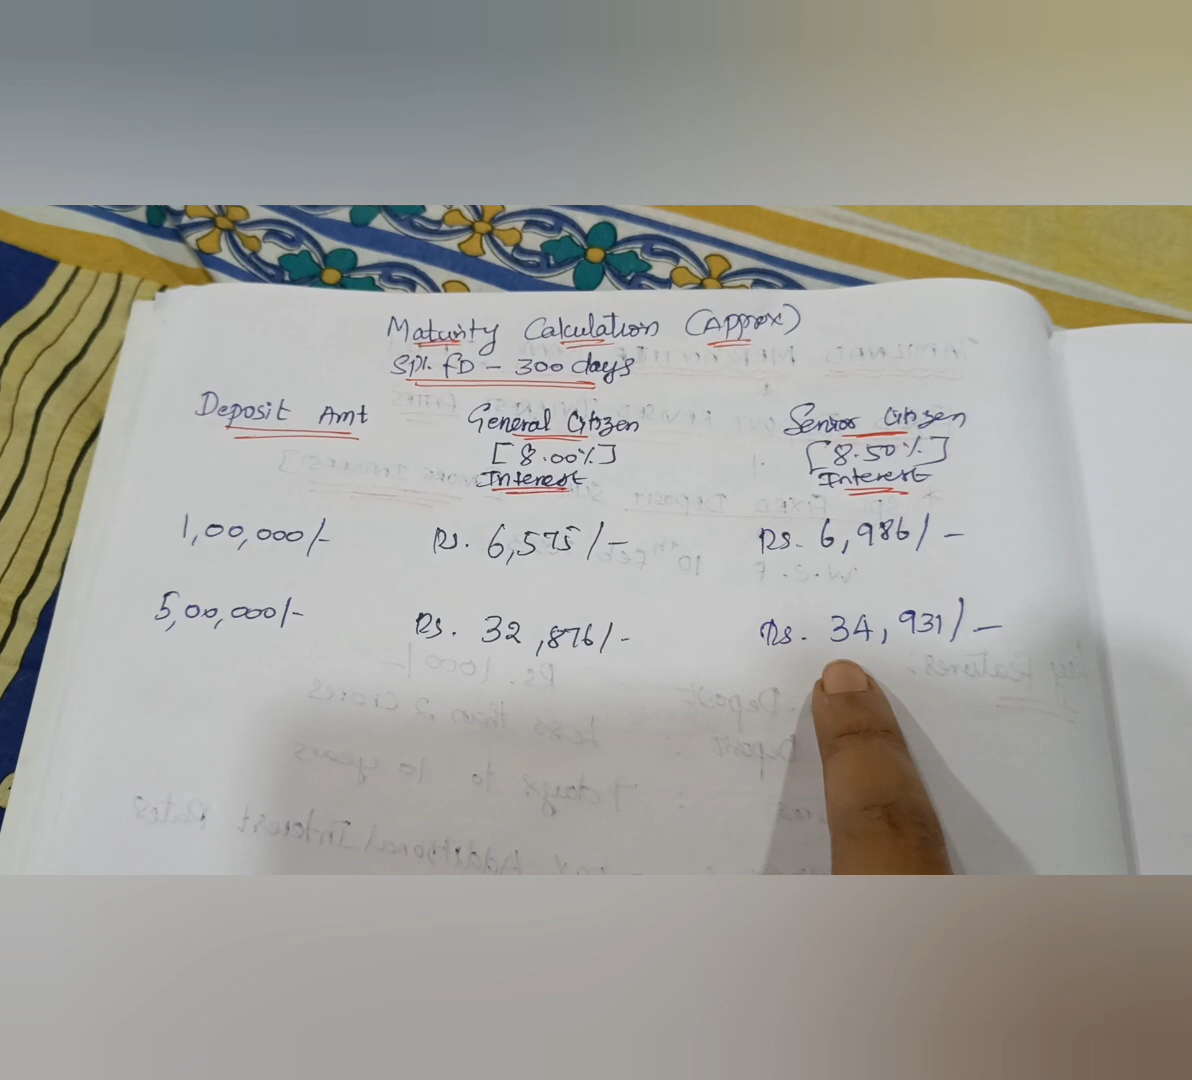 Maturity Calculation (Approx)
Spl. FD - 300 days
Deposit Amt General Citizen Senior Citizen
[8.00%] [8.50%]
Interest Interest
1,00,000/- Rs. 6,575/- Rs. 6,986/-
5,00,000/- Rs. 32,876/- Rs. 34,931/-